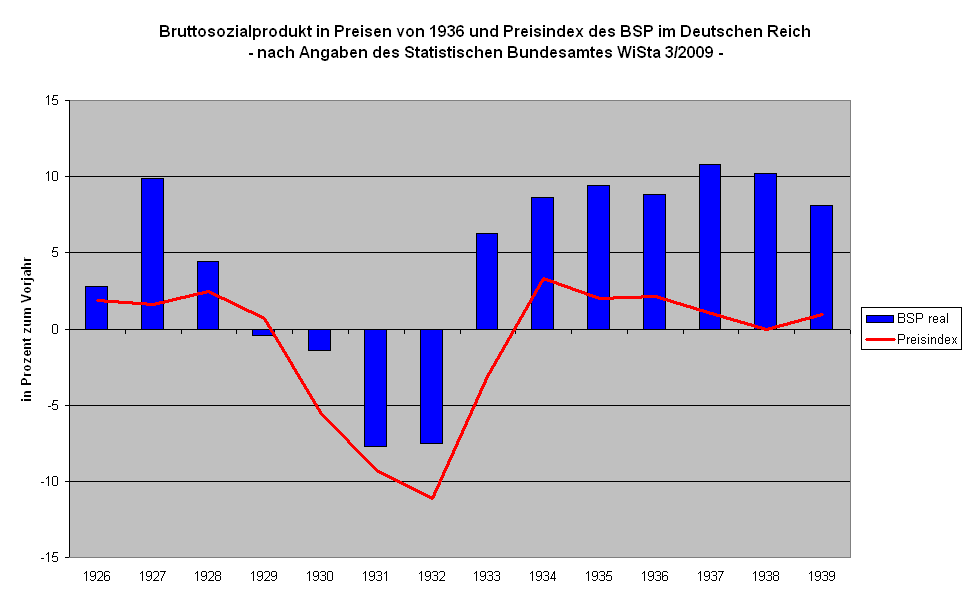 Bruttosozialprodukt in Preisen von 1936 und Preisindex des BSP im Deutschen Reich
- nach Angaben des Statistischen Bundesamtes WiSta 3/2009 -
in Prozent zum Vorjahr
15
10
5
0
-5
-10
-15
1926 1927 1928 1929 1930 1931 1932 1933 1934 1935 1936 1937 1938 1939
BSP real
Preisindex